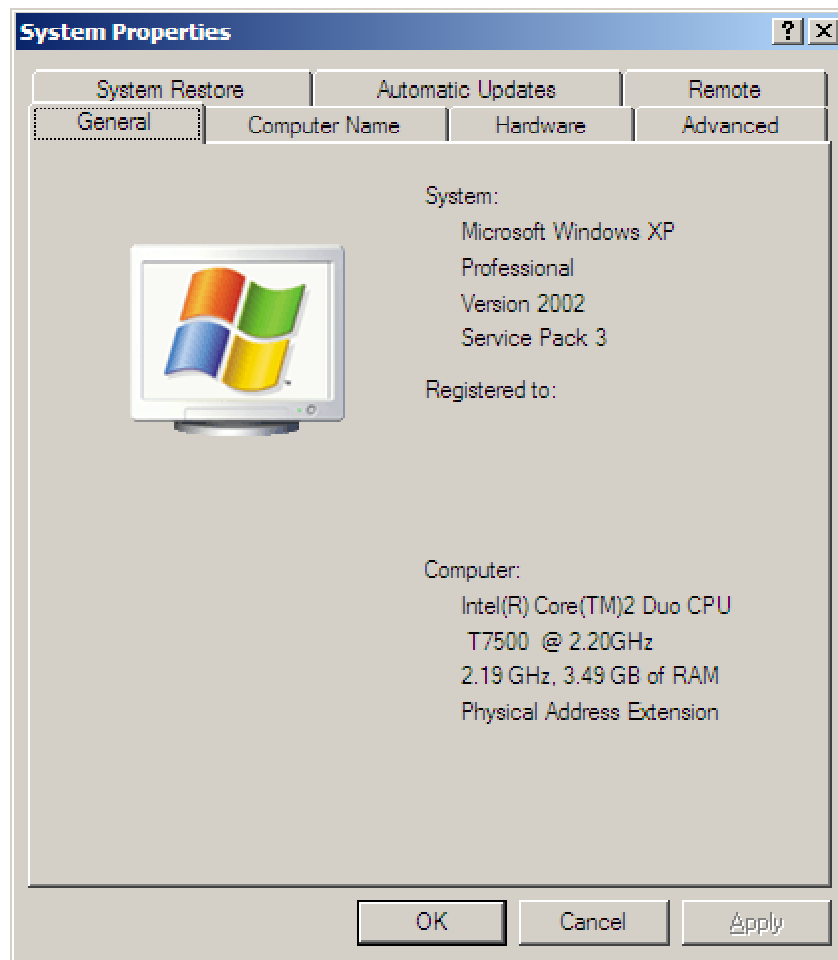 System Properties
System Restore
Automatic Updates
Remote
General
Computer Name
Hardware
Advanced
System:
Microsoft Windows XP
Professional
Version 2002
Service Pack 3
Registered to:
Computer:
Intel(R) Core(TM)2 Duo CPU
T7500 @ 2.20GHz
2.19 GHz, 3.49 GB of RAM
Physical Address Extension
OK
Cancel
Apply